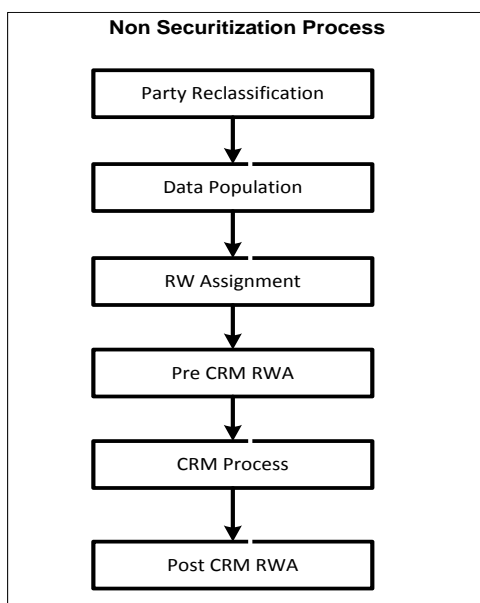 Non Securitization Process
Party Reclassification
Data Population
RW Assignment
Pre CRM RWA
CRM Process
Post CRM RWA